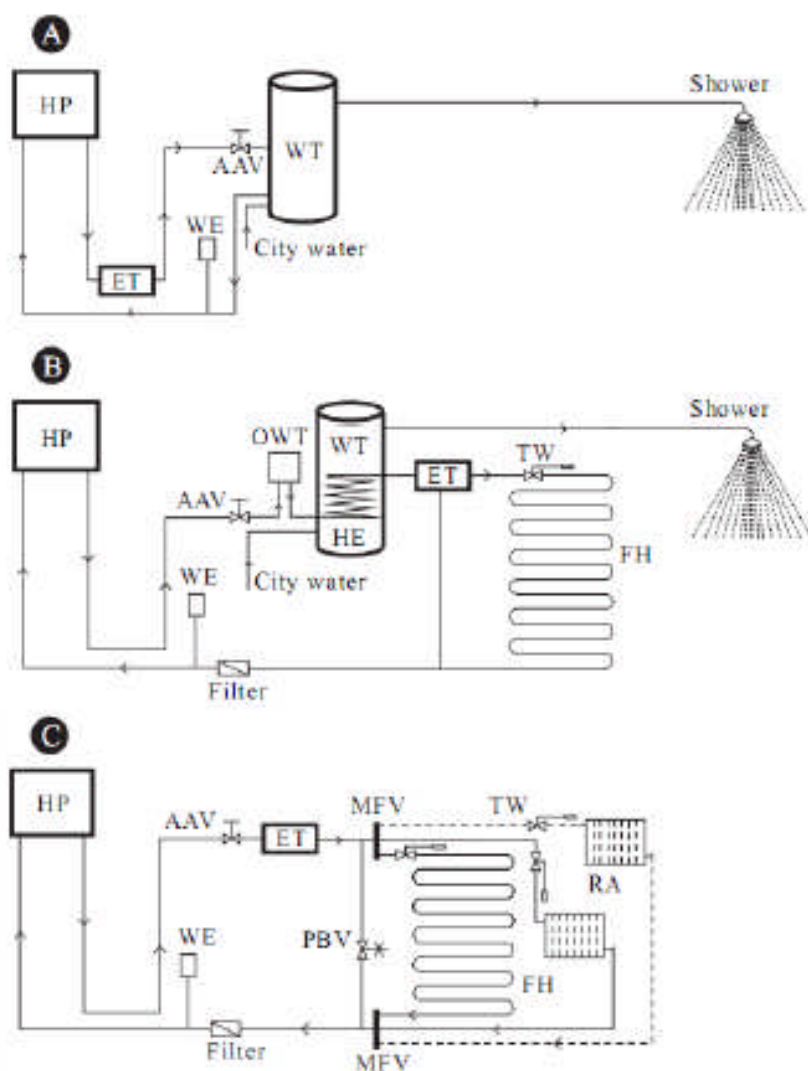 A
HP
Shower
WT
AAV
WE
City water
ET
B
HP
Shower
OWT
WT
TW
ET
AAV
HE
FH
WE
City water
Filter
C
HP
AAV
MFV
TW
ET
RA
WE
PBV
FH
Filter
MFV